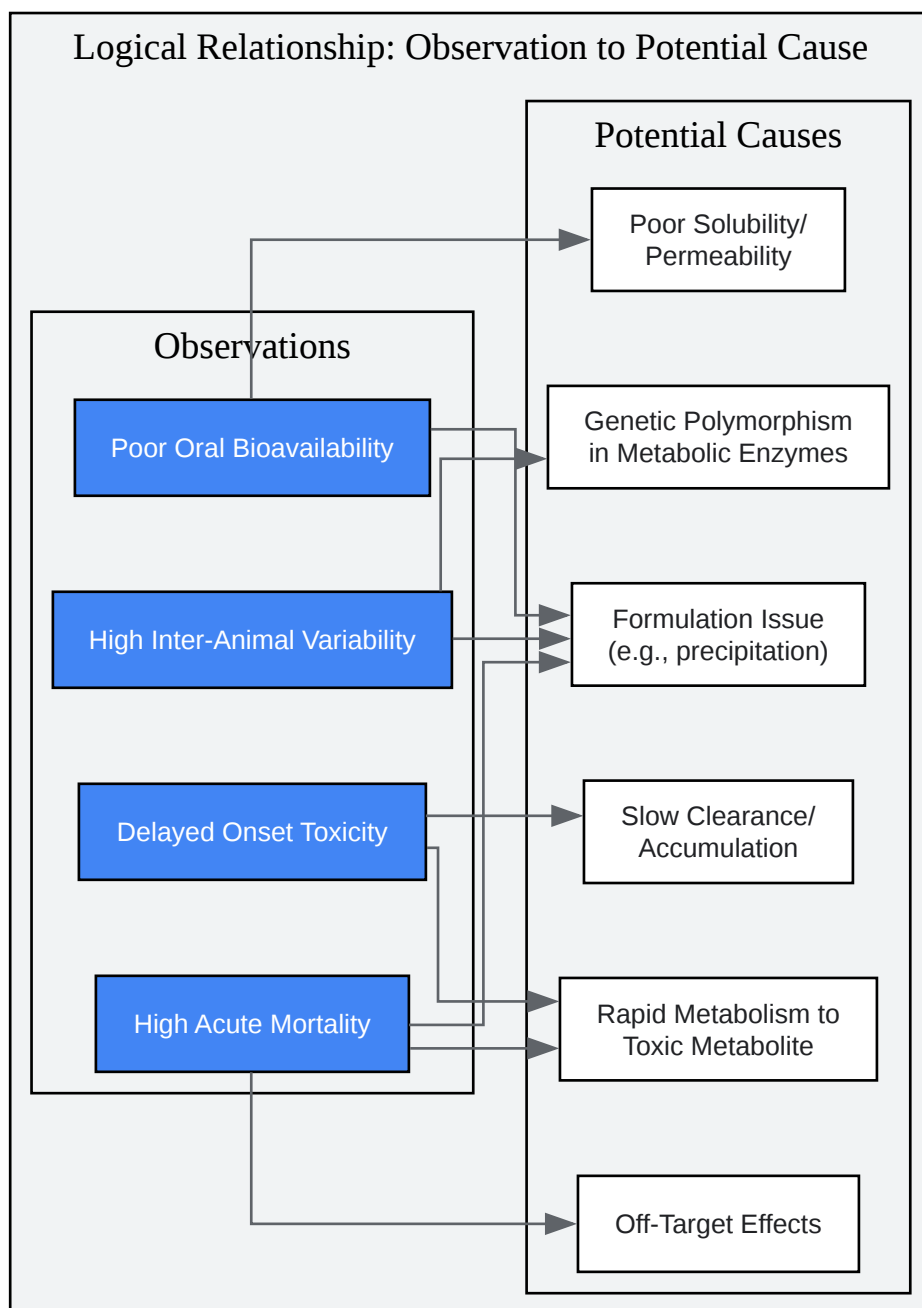 Logical Relationship: Observation to Potential Cause
Potential Causes
Poor Solubility/
Permeability
Observations
Poor Oral Bioavailability
Genetic Polymorphism
in Metabolic Enzymes
High Inter-Animal Variability
Formulation Issue
(e.g., precipitation)
Delayed Onset Toxicity
Slow Clearance/
Accumulation
High Acute Mortality
Rapid Metabolism to
Toxic Metabolite
Off-Target Effects